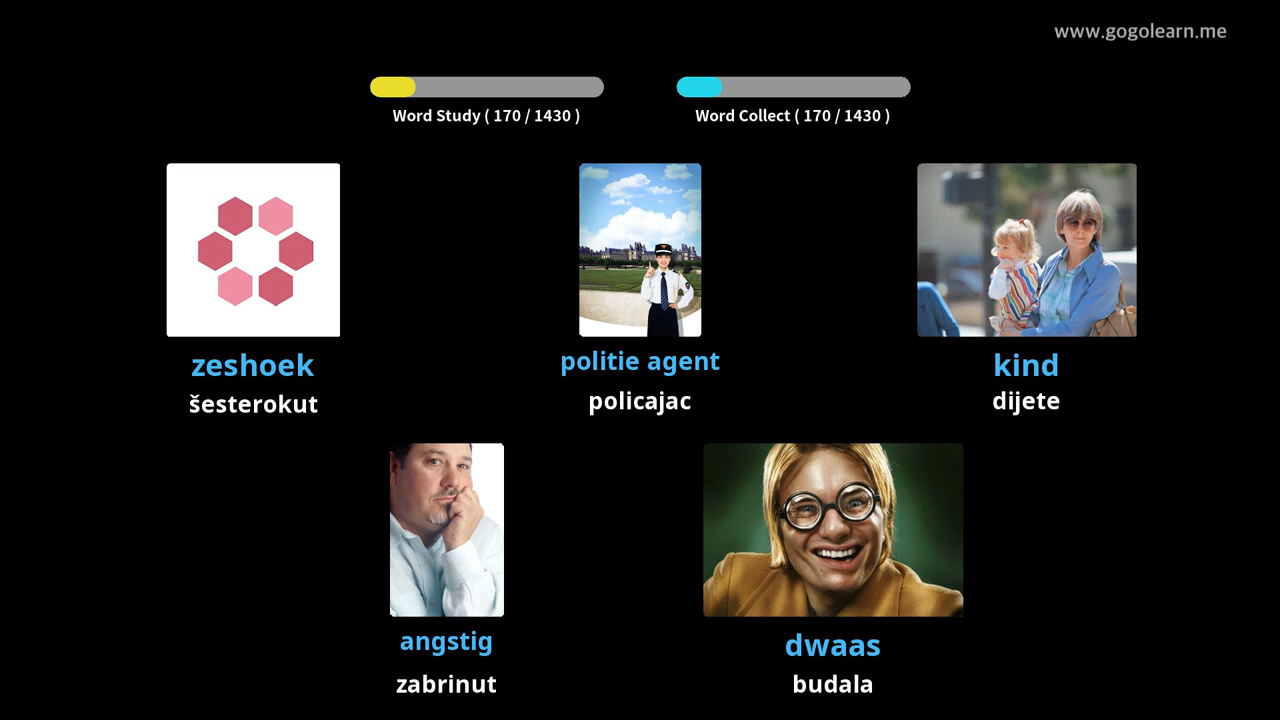 www.gogolearn.me
Word Study ( 170 / 1430 )
Word Collect ( 170 / 1430 )
zeshoek
šesterokut
politie agent
policajac
kind
dijete
angstig
zabrinut
dwaas
budala